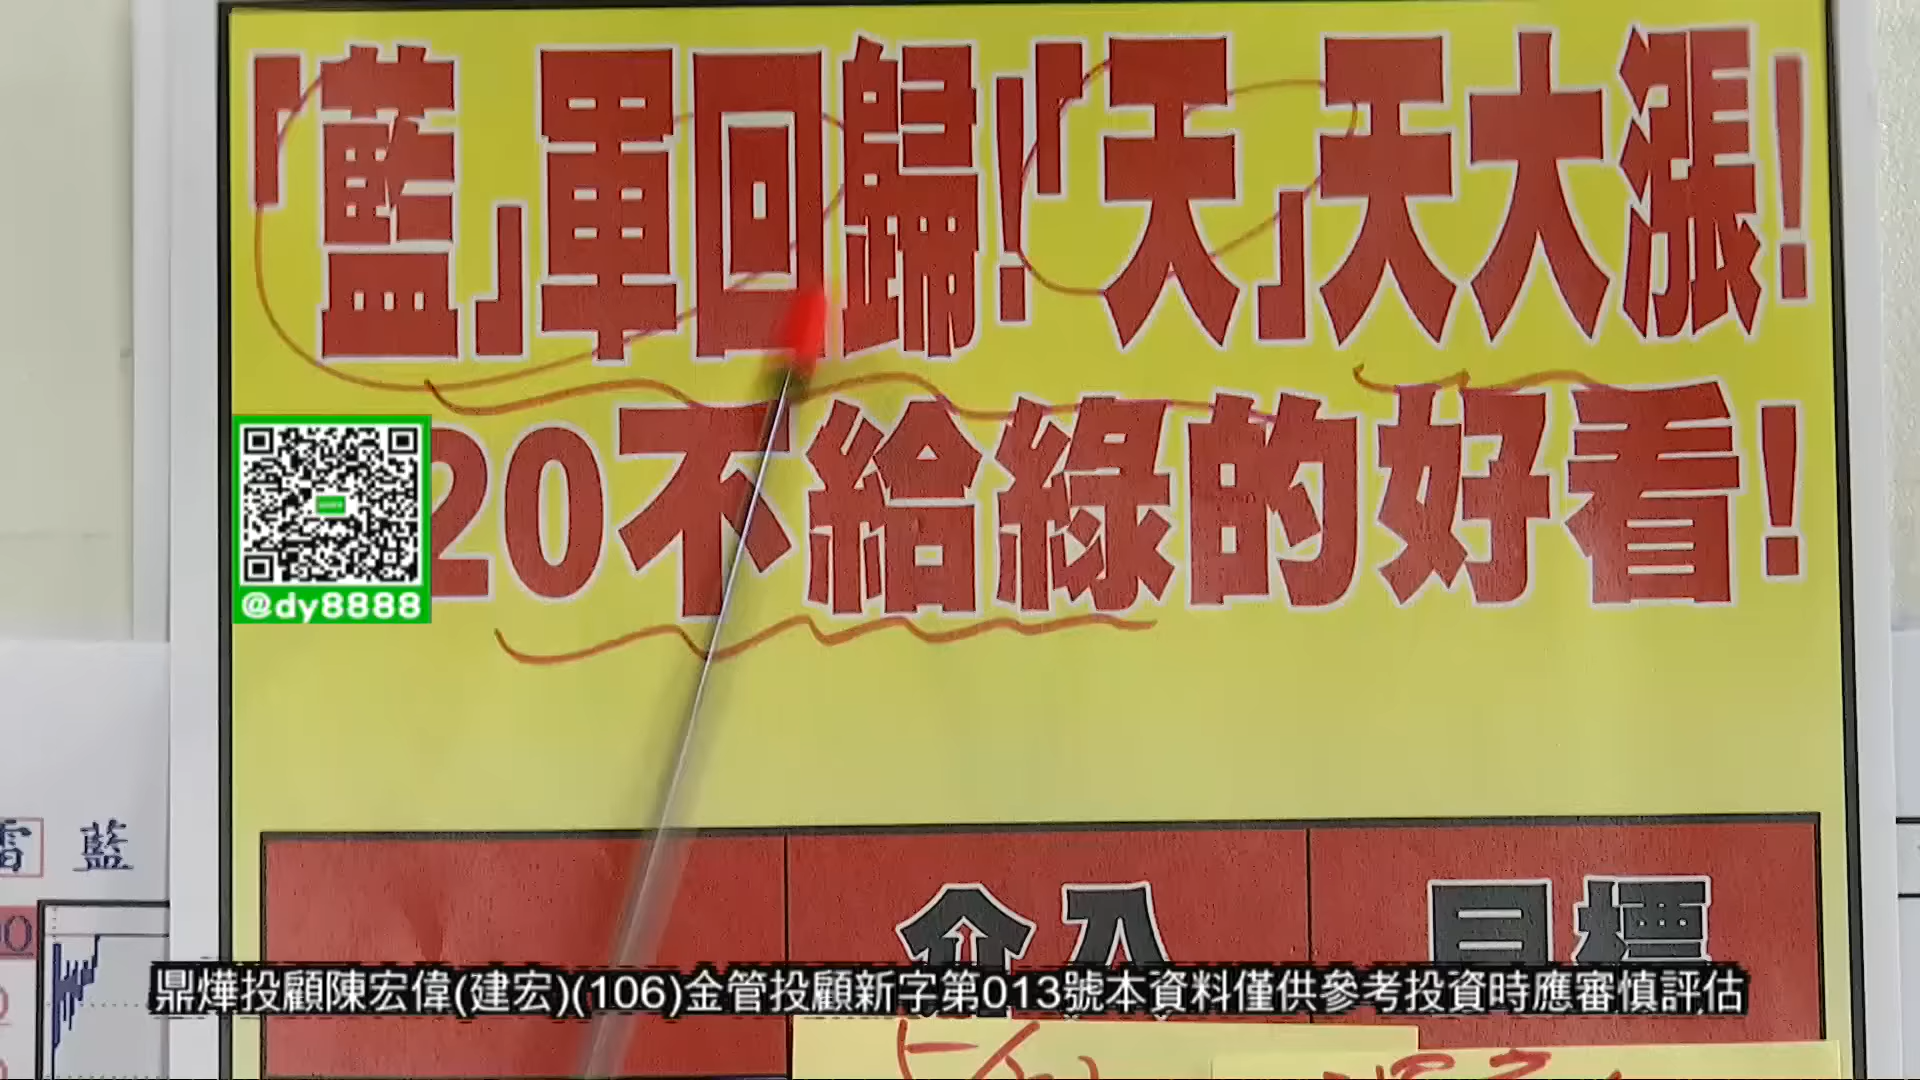 「藍」軍回歸!「天」天大漲!
20不給綠的好看!
@dy8888
雷 藍
介入 目標
鼎燁投顧陳宏偉(建宏)(106)金管投顧新字第013號本資料僅供參考投資時應審慎評估